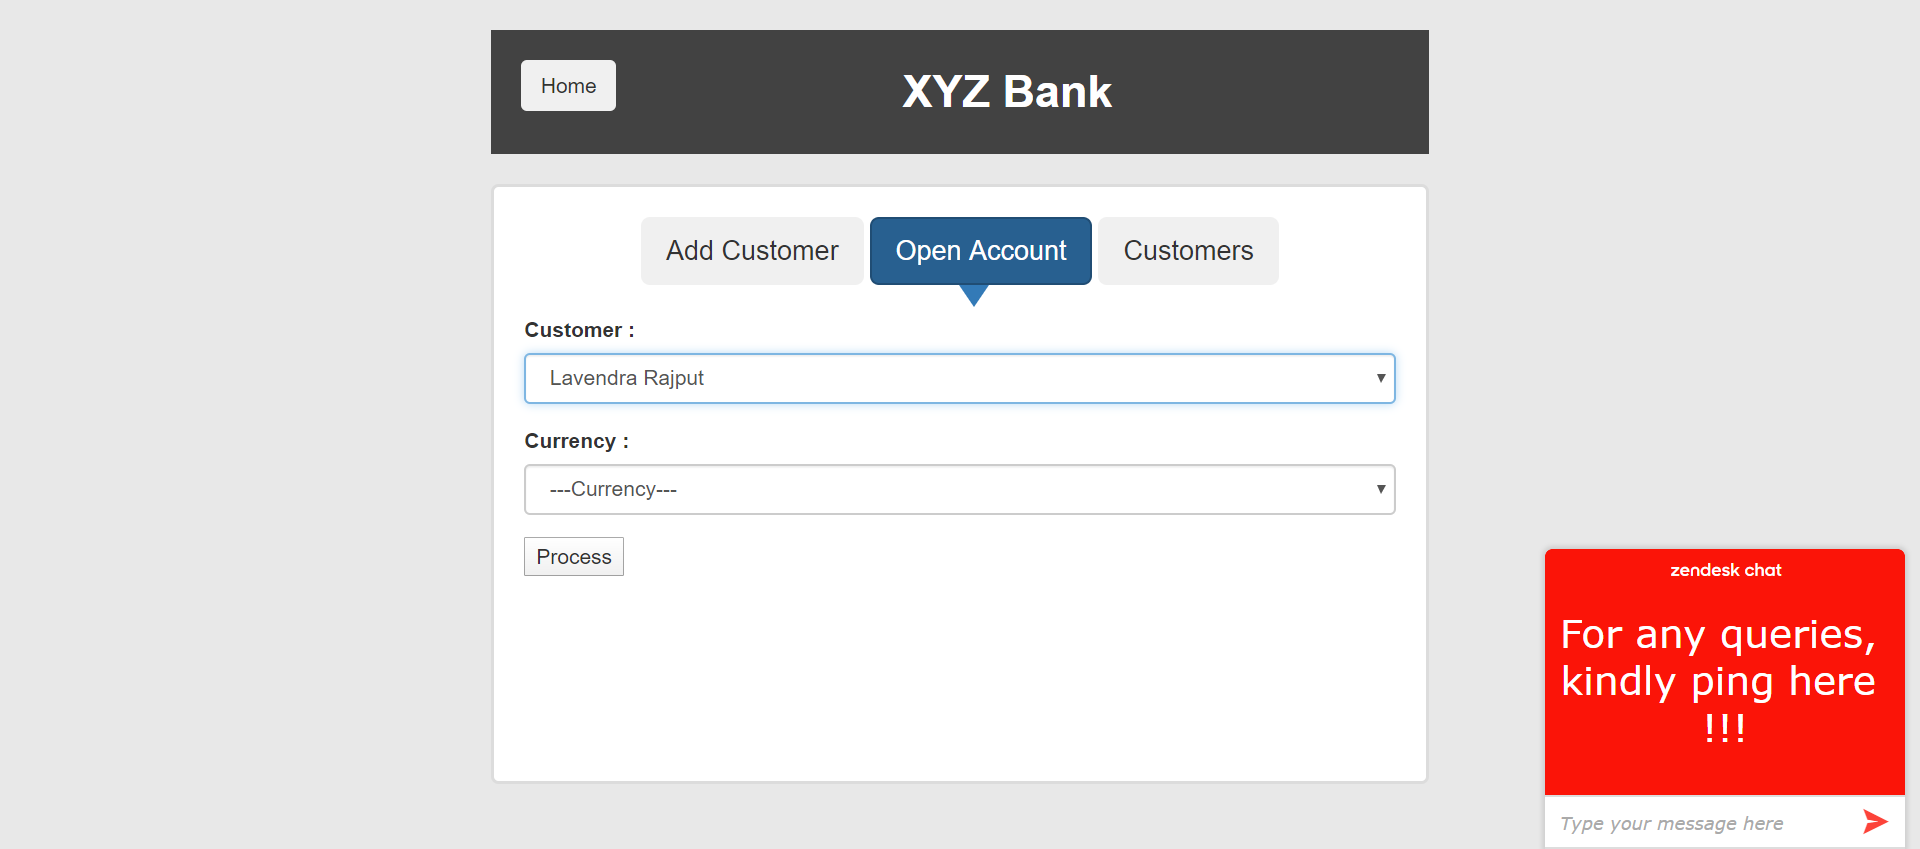 Home
XYZ Bank
Add Customer
Open Account
Customers
Customer :
Lavendra Rajput
Currency :
---Currency---
Process
zendesk chat
For any queries,
kindly ping here
!!!
Type your message here